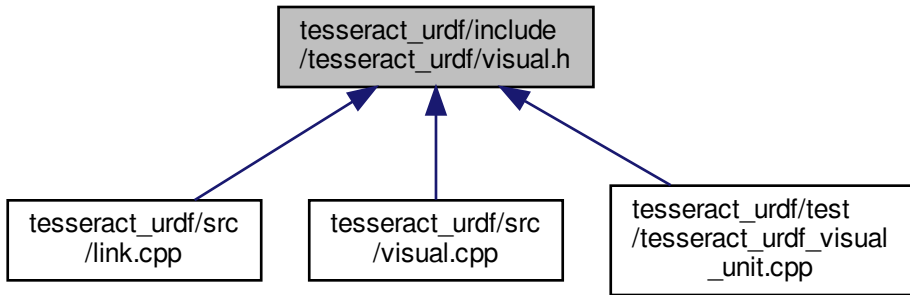 tesseract_urdf/include
/tesseract_urdf/visual.h
tesseract_urdf/src
/link.cpp
tesseract_urdf/src
/visual.cpp
tesseract_urdf/test
/tesseract_urdf_visual
_unit.cpp